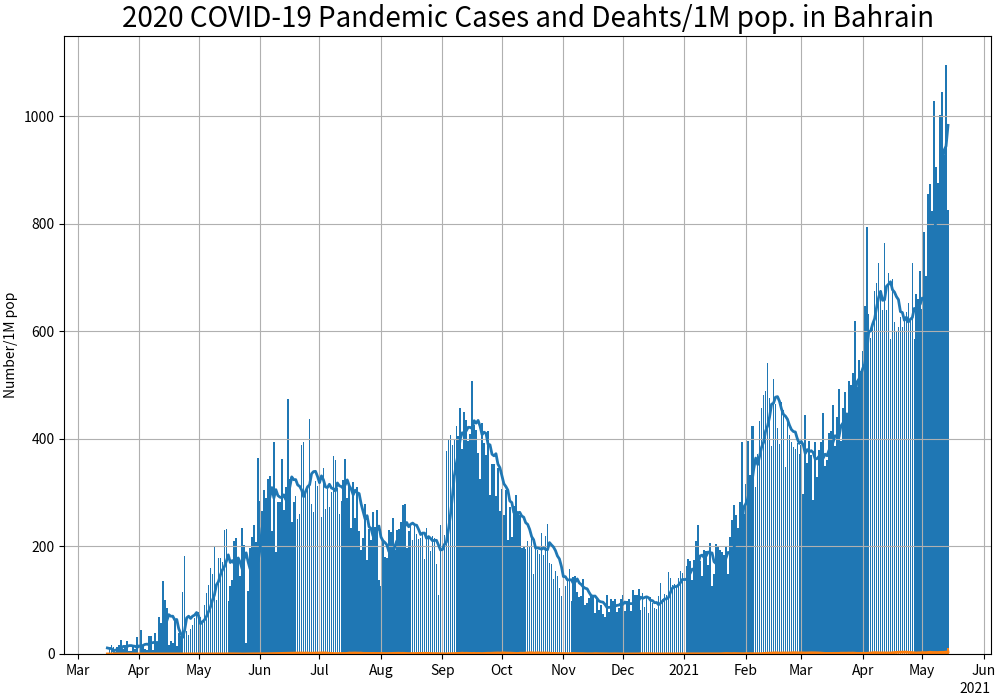 2020 COVID-19 Pandemic Cases and Deahts/1M pop. in Bahrain
Number/1M pop
1000
800
600
400
200
0
Mar Apr May Jun Jul Aug Sep Oct Nov Dec 2021 Feb Mar Apr May Jun
2021